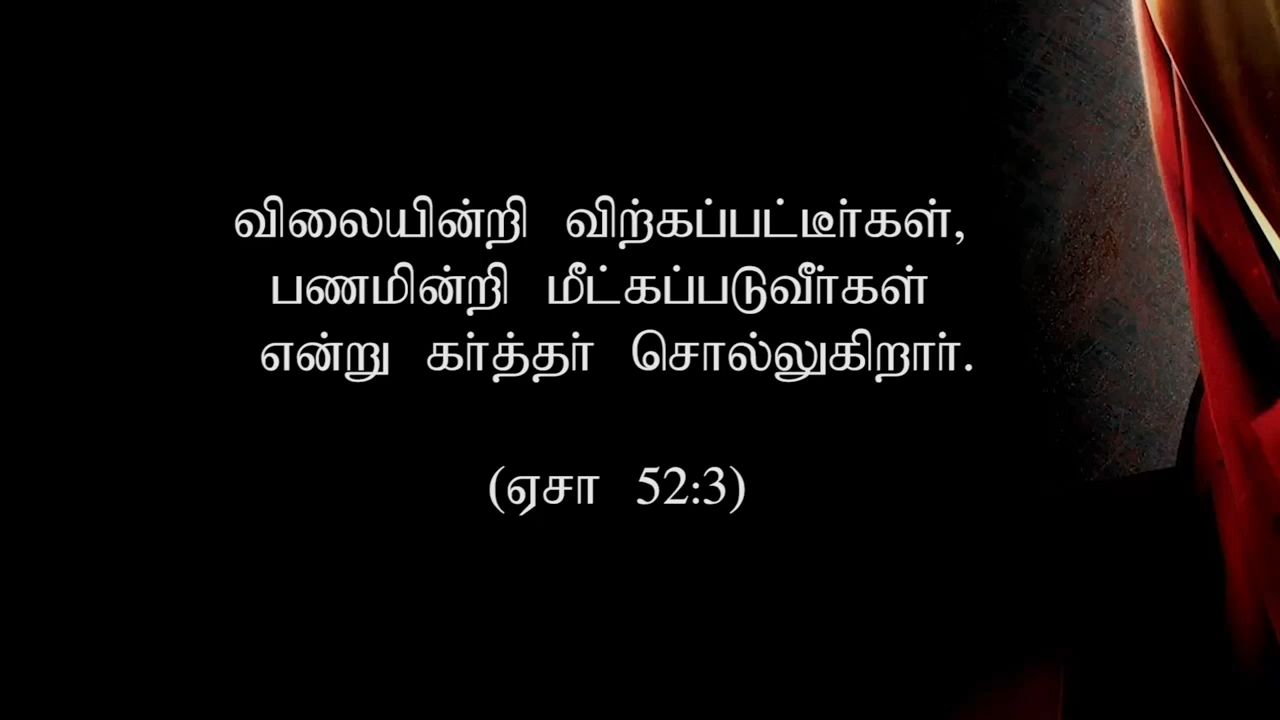 விலையின்றி விற்கப்பட்டீர்கள்,
பணமின்றி மீட்கப்படுவீர்கள்
என்று கர்த்தர் சொல்லுகிறார்.
(ஏசா 52:3)